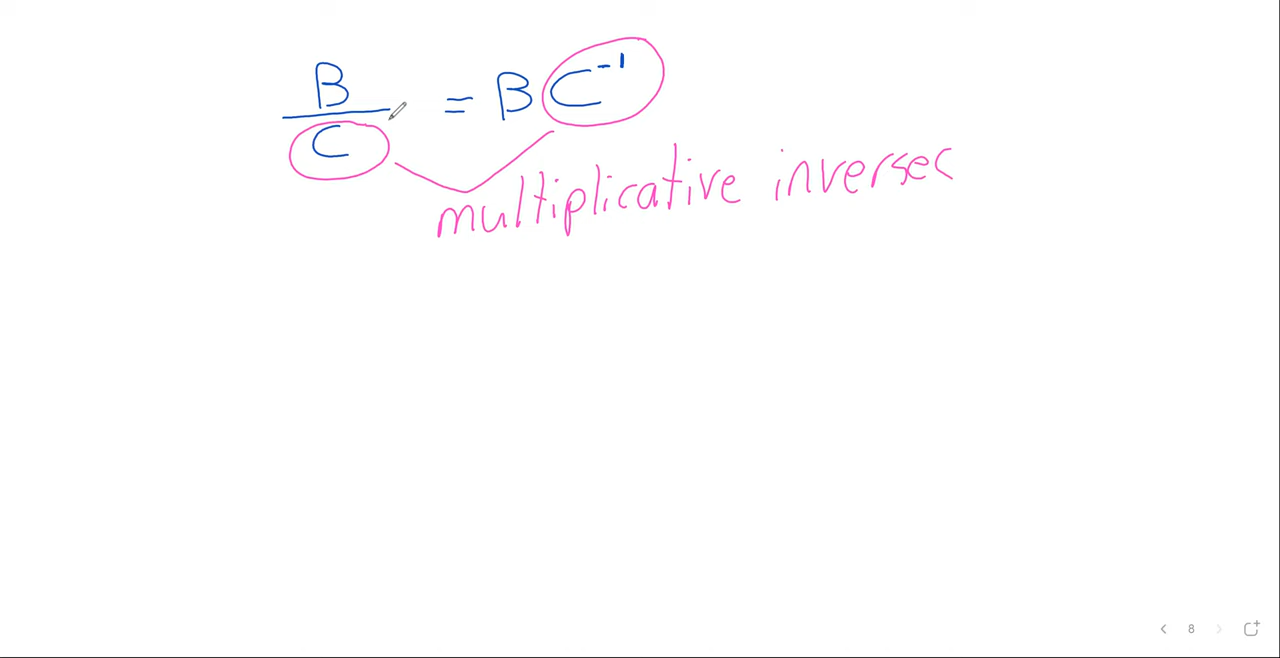 B/C = B C⁻¹
multiplicative inverses
8